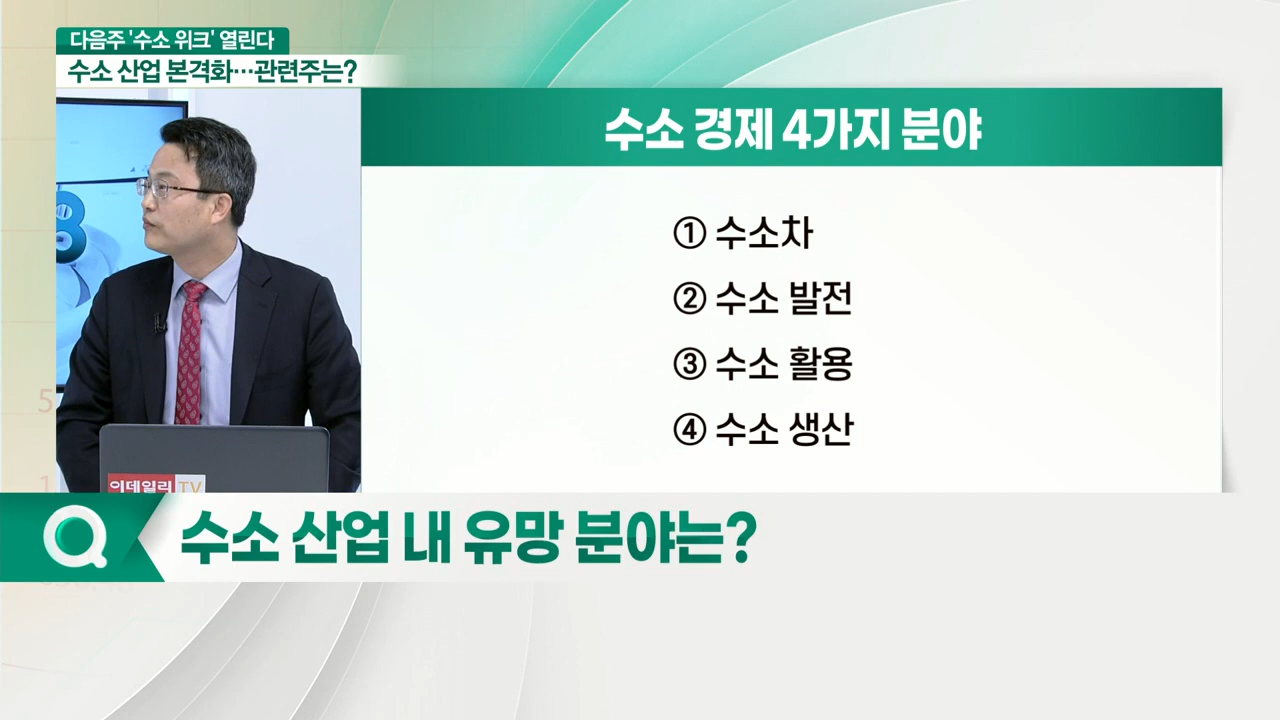 다음주 '수소 위크' 열린다
수소 산업 본격화…관련주는?
수소 경제 4가지 분야
① 수소차
② 수소 발전
③ 수소 활용
④ 수소 생산
8
5
1
이데일리TV
Q 수소 산업 내 유망 분야는?